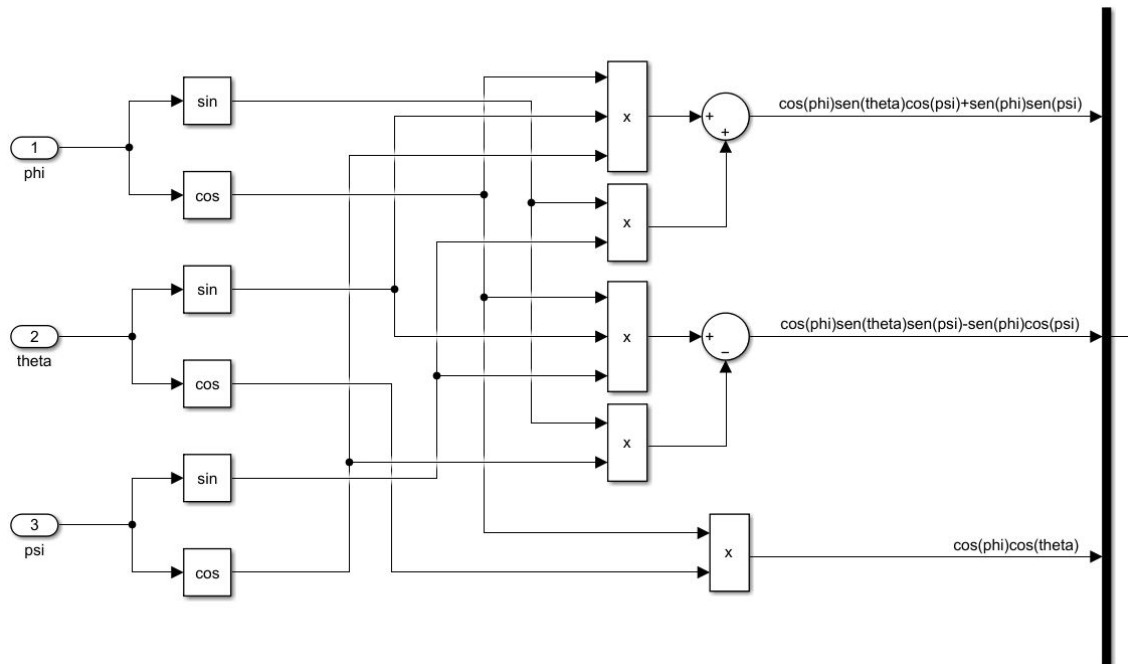 1
phi
sin
cos
2
theta
sin
cos
3
psi
sin
cos
x
x
x
x
x
+
+
+
−
cos(phi)sen(theta)cos(psi)+sen(phi)sen(psi)
cos(phi)sen(theta)sen(psi)-sen(phi)cos(psi)
cos(phi)cos(theta)